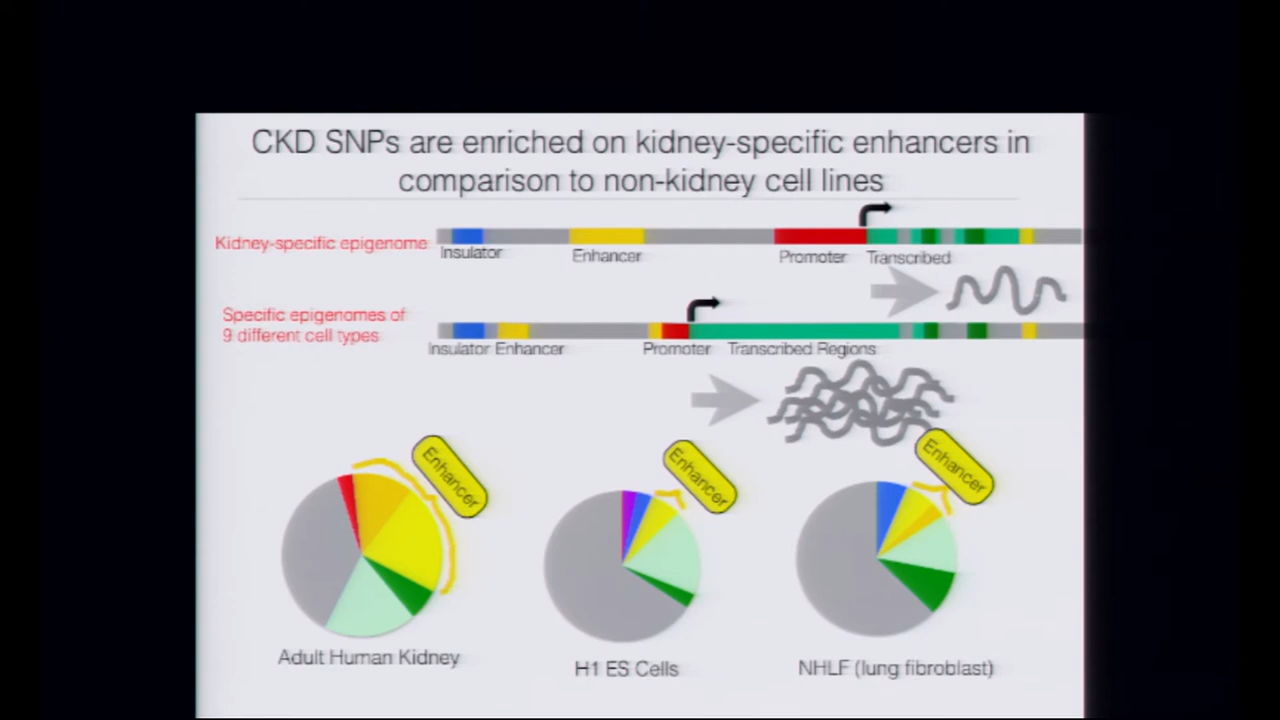 CKD SNPs are enriched on kidney-specific enhancers in
comparison to non-kidney cell lines
Kidney-specific epigenome
Insulator
Enhancer
Promoter
Transcribed
Specific epigenomes of
9 different cell types
Insulator Enhancer
Promoter
Transcribed Regions
Enhancer
Enhancer
Enhancer
Adult Human Kidney
H1 ES Cells
NHLF (lung fibroblast)